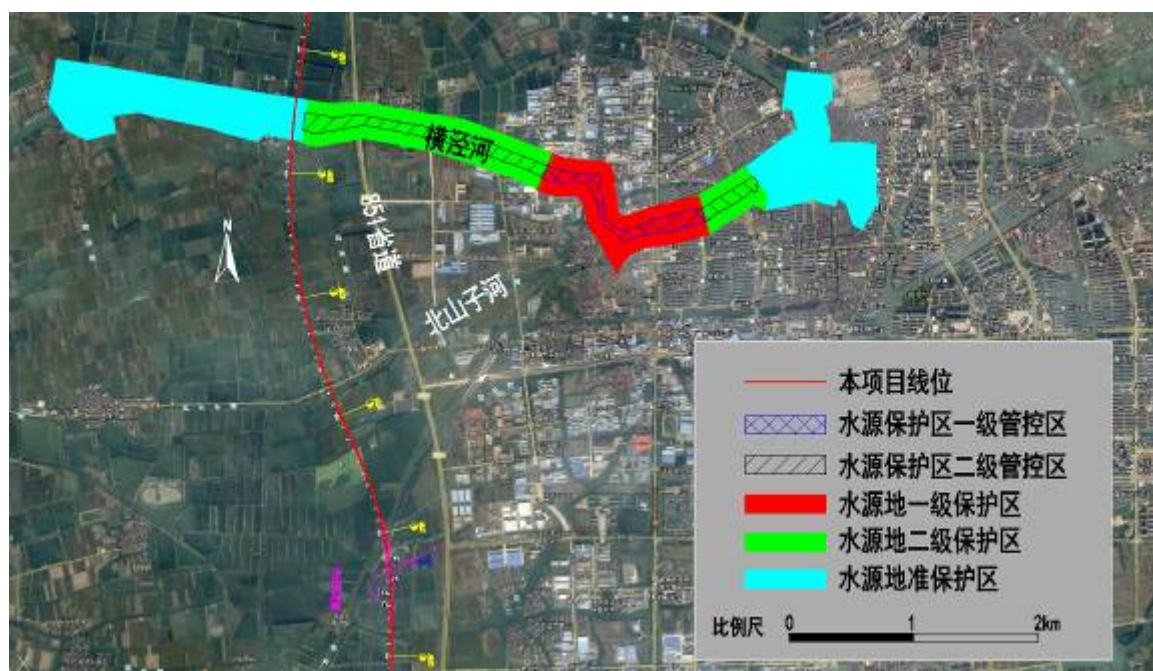 横泾河
851省道
N
北山子河
本项目线位
水源保护区一级管控区
水源保护区二级管控区
水源地一级保护区
水源地二级保护区
水源地准保护区
比例尺 0 1 2km